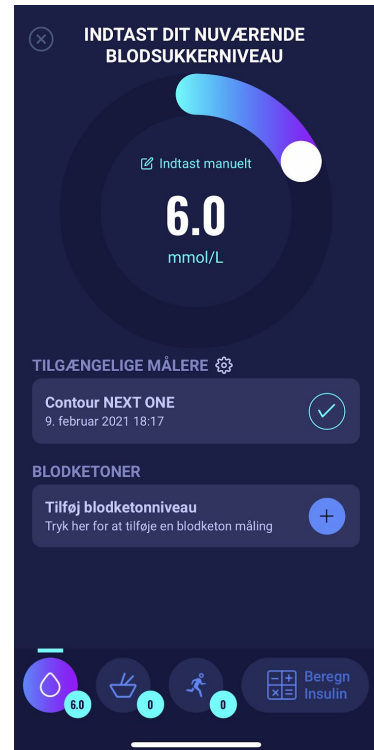 INDTAST DIT NUVÆRENDE
BLODSUKKERNIVEAU
Indtast manuelt
6.0
mmol/L
TILGÆNGELIGE MÅLERE
Contour NEXT ONE
9. februar 2021 18:17
BLODKETONER
Tilføj blodketonniveau
Tryk her for at tilføje en blodketon måling
6.0
0
0
Beregn
Insulin